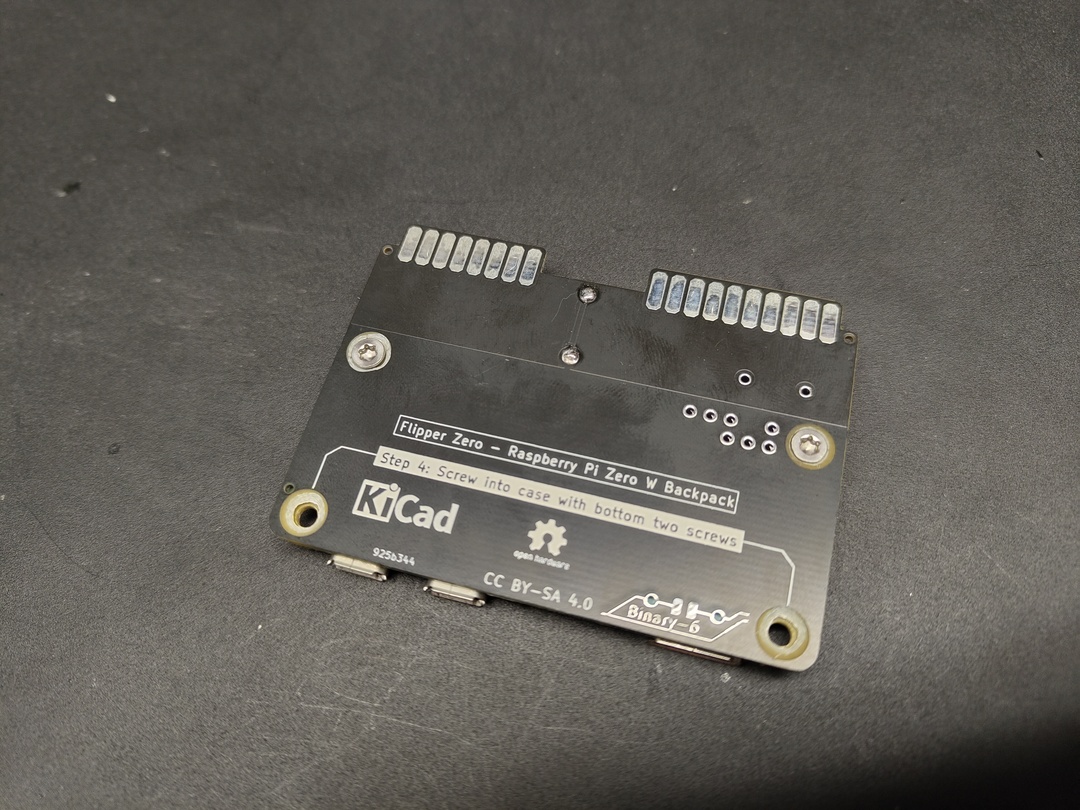 Flipper Zero – Raspberry Pi Zero W Backpack
Step 4: Screw into case with bottom two screws
KiCad
925b344
open hardware
CC BY-SA 4.0
Binary-6